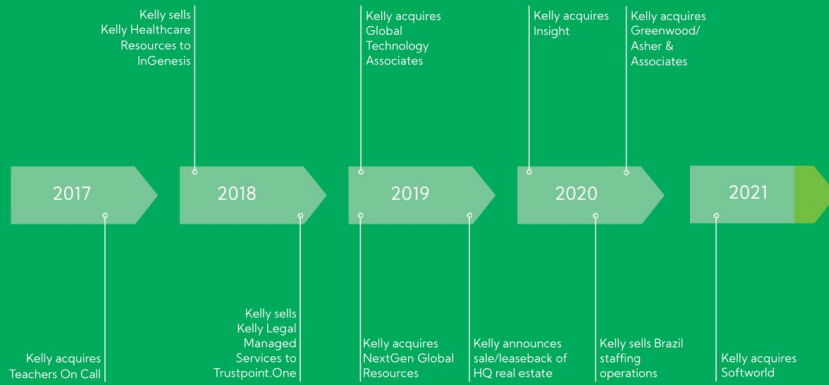 Kelly sells
Kelly Healthcare
Resources to
InGenesis
Kelly acquires
Global
Technology
Associates
Kelly acquires
Insight
Kelly acquires
Greenwood/
Asher &
Associates
2017
2018
2019
2020
2021
Kelly acquires
Teachers On Call
Kelly sells
Kelly Legal
Managed
Services to
Trustpoint.One
Kelly acquires
NextGen Global
Resources
Kelly announces
sale/leaseback of
HQ real estate
Kelly sells Brazil
staffing
operations
Kelly acquires
Softworld